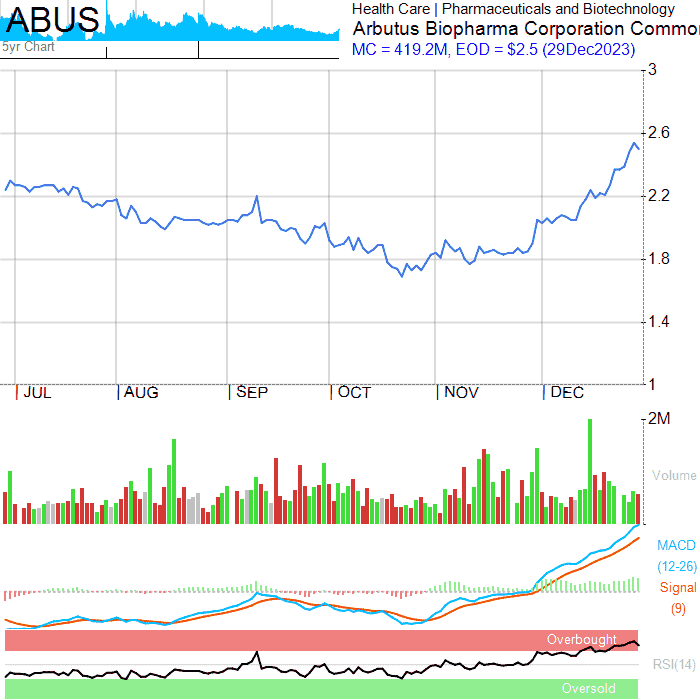 ABUS
5yr Chart
Health Care | Pharmaceuticals and Biotechnology
Arbutus Biopharma Corporation Common
MC = 419.2M, EOD = $2.5 (29Dec2023)
3
2.6
2.2
1.8
1.4
1
JUL AUG SEP OCT NOV DEC
2M
Volume
MACD
(12-26)
Signal
(9)
Overbought
RSI(14)
Oversold